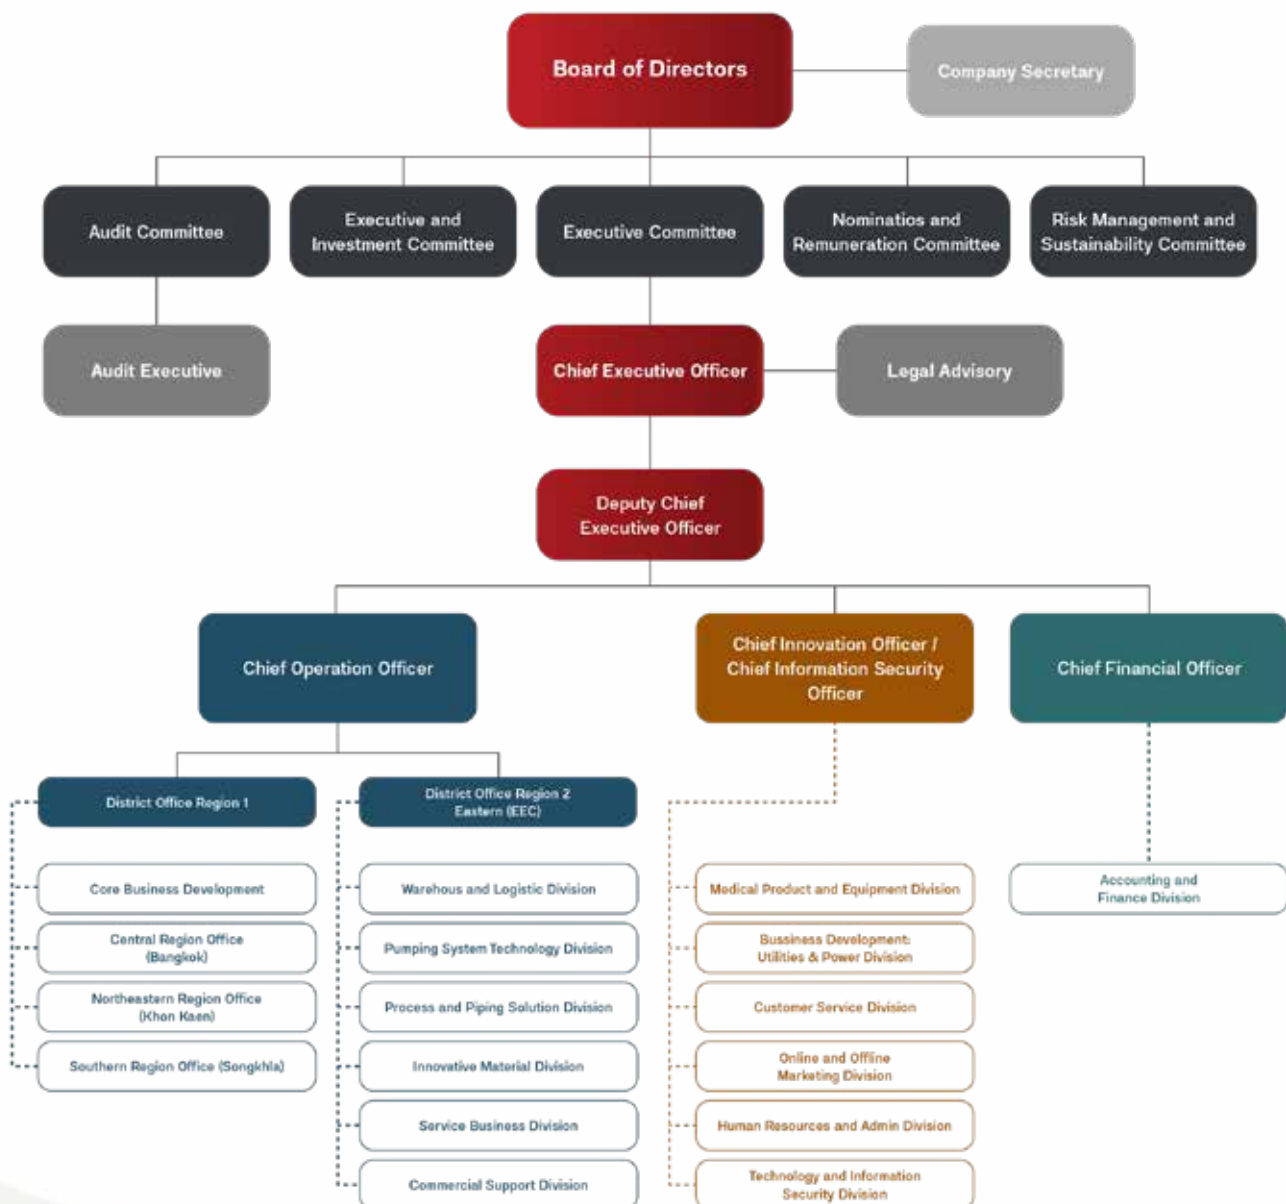 Board of Directors
Company Secretary
Audit Committee
Executive and
Investment Committee
Executive Committee
Nominatios and
Remuneration Committee
Risk Management and
Sustainability Committee
Audit Executive
Chief Executive Officer
Legal Advisory
Deputy Chief
Executive Officer
Chief Operation Officer
Chief Innovation Officer /
Chief Information Security
Officer
Chief Financial Officer
District Office Region 1
District Office Region 2
Eastern (EEC)
Core Business Development
Central Region Office
(Bangkok)
Northeastern Region Office
(Khon Kaen)
Southern Region Office (Songkhla)
Warehous and Logistic Division
Pumping System Technology Division
Process and Piping Solution Division
Innovative Material Division
Service Business Division
Commercial Support Division
Medical Product and Equipment Division
Bussiness Development:
Utilities & Power Division
Customer Service Division
Online and Offline
Marketing Division
Human Resources and Admin Division
Technology and Information
Security Division
Accounting and
Finance Division